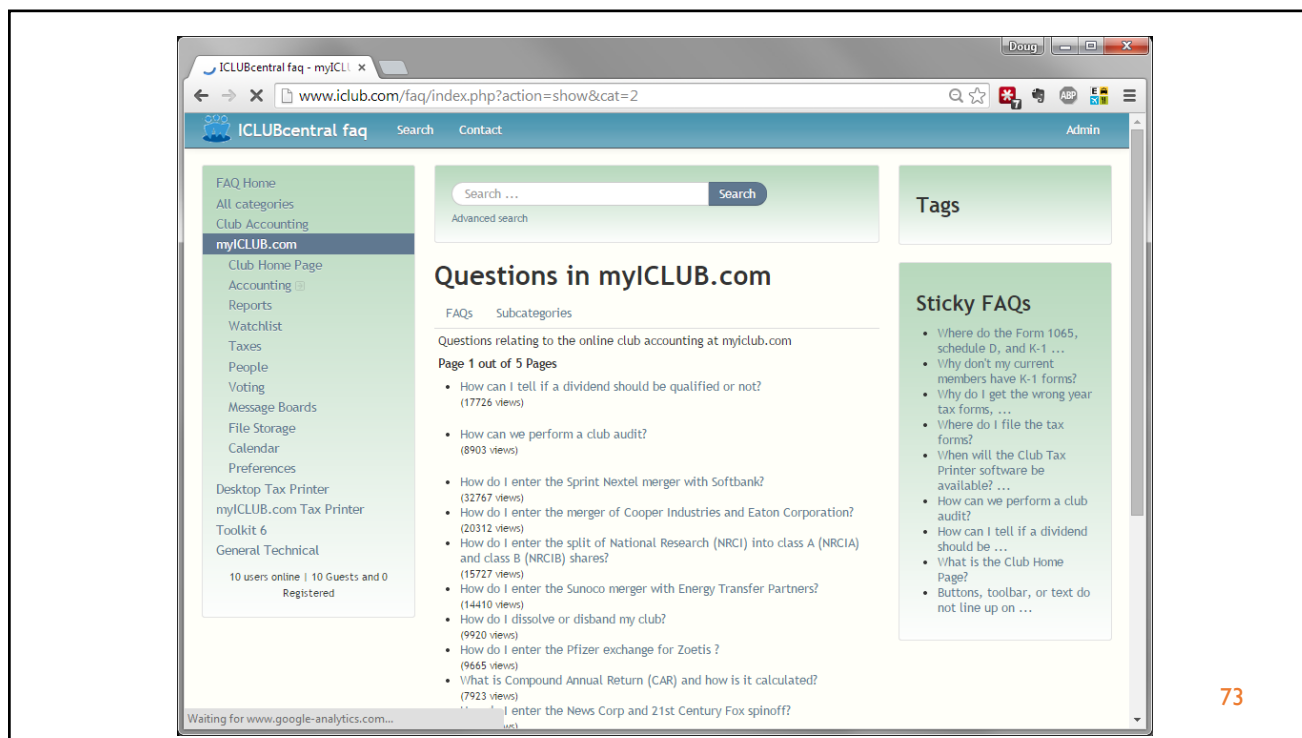 Doug
ICLUBcentral faq - myICLU
www.iclub.com/faq/index.php?action=show&cat=2
7
ABP
ICLUBcentral faq Search Contact Admin
FAQ Home
All categories
Club Accounting
myICLUB.com
Club Home Page
Accounting
Reports
Watchlist
Taxes
People
Voting
Message Boards
File Storage
Calendar
Preferences
Desktop Tax Printer
myICLUB.com Tax Printer
Toolkit 6
General Technical
10 users online | 10 Guests and 0
Registered
Search ... Search
Advanced search
Questions in myICLUB.com
FAQs Subcategories
Questions relating to the online club accounting at myiclub.com
Page 1 out of 5 Pages
• How can I tell if a dividend should be qualified or not?
(17726 views)
• How can we perform a club audit?
(8903 views)
• How do I enter the Sprint Nextel merger with Softbank?
(32767 views)
• How do I enter the merger of Cooper Industries and Eaton Corporation?
(20312 views)
• How do I enter the split of National Research (NRCI) into class A (NRCIA)
and class B (NRCIB) shares?
(15727 views)
• How do I enter the Sunoco merger with Energy Transfer Partners?
(14410 views)
• How do I dissolve or disband my club?
(9920 views)
• How do I enter the Pfizer exchange for Zoetis ?
(9665 views)
• What is Compound Annual Return (CAR) and how is it calculated?
(7923 views)
I enter the News Corp and 21st Century Fox spinoff?
Tags
Sticky FAQs
• Where do the Form 1065,
schedule D, and K-1 ...
• Why don't my current
members have K-1 forms?
• Why do I get the wrong year
tax forms, ...
• Where do I file the tax
forms?
• When will the Club Tax
Printer software be
available? ...
• How can we perform a club
audit?
• How can I tell if a dividend
should be ...
• What is the Club Home
Page?
• Buttons, toolbar, or text do
not line up on ...
Waiting for www.google-analytics.com...
73